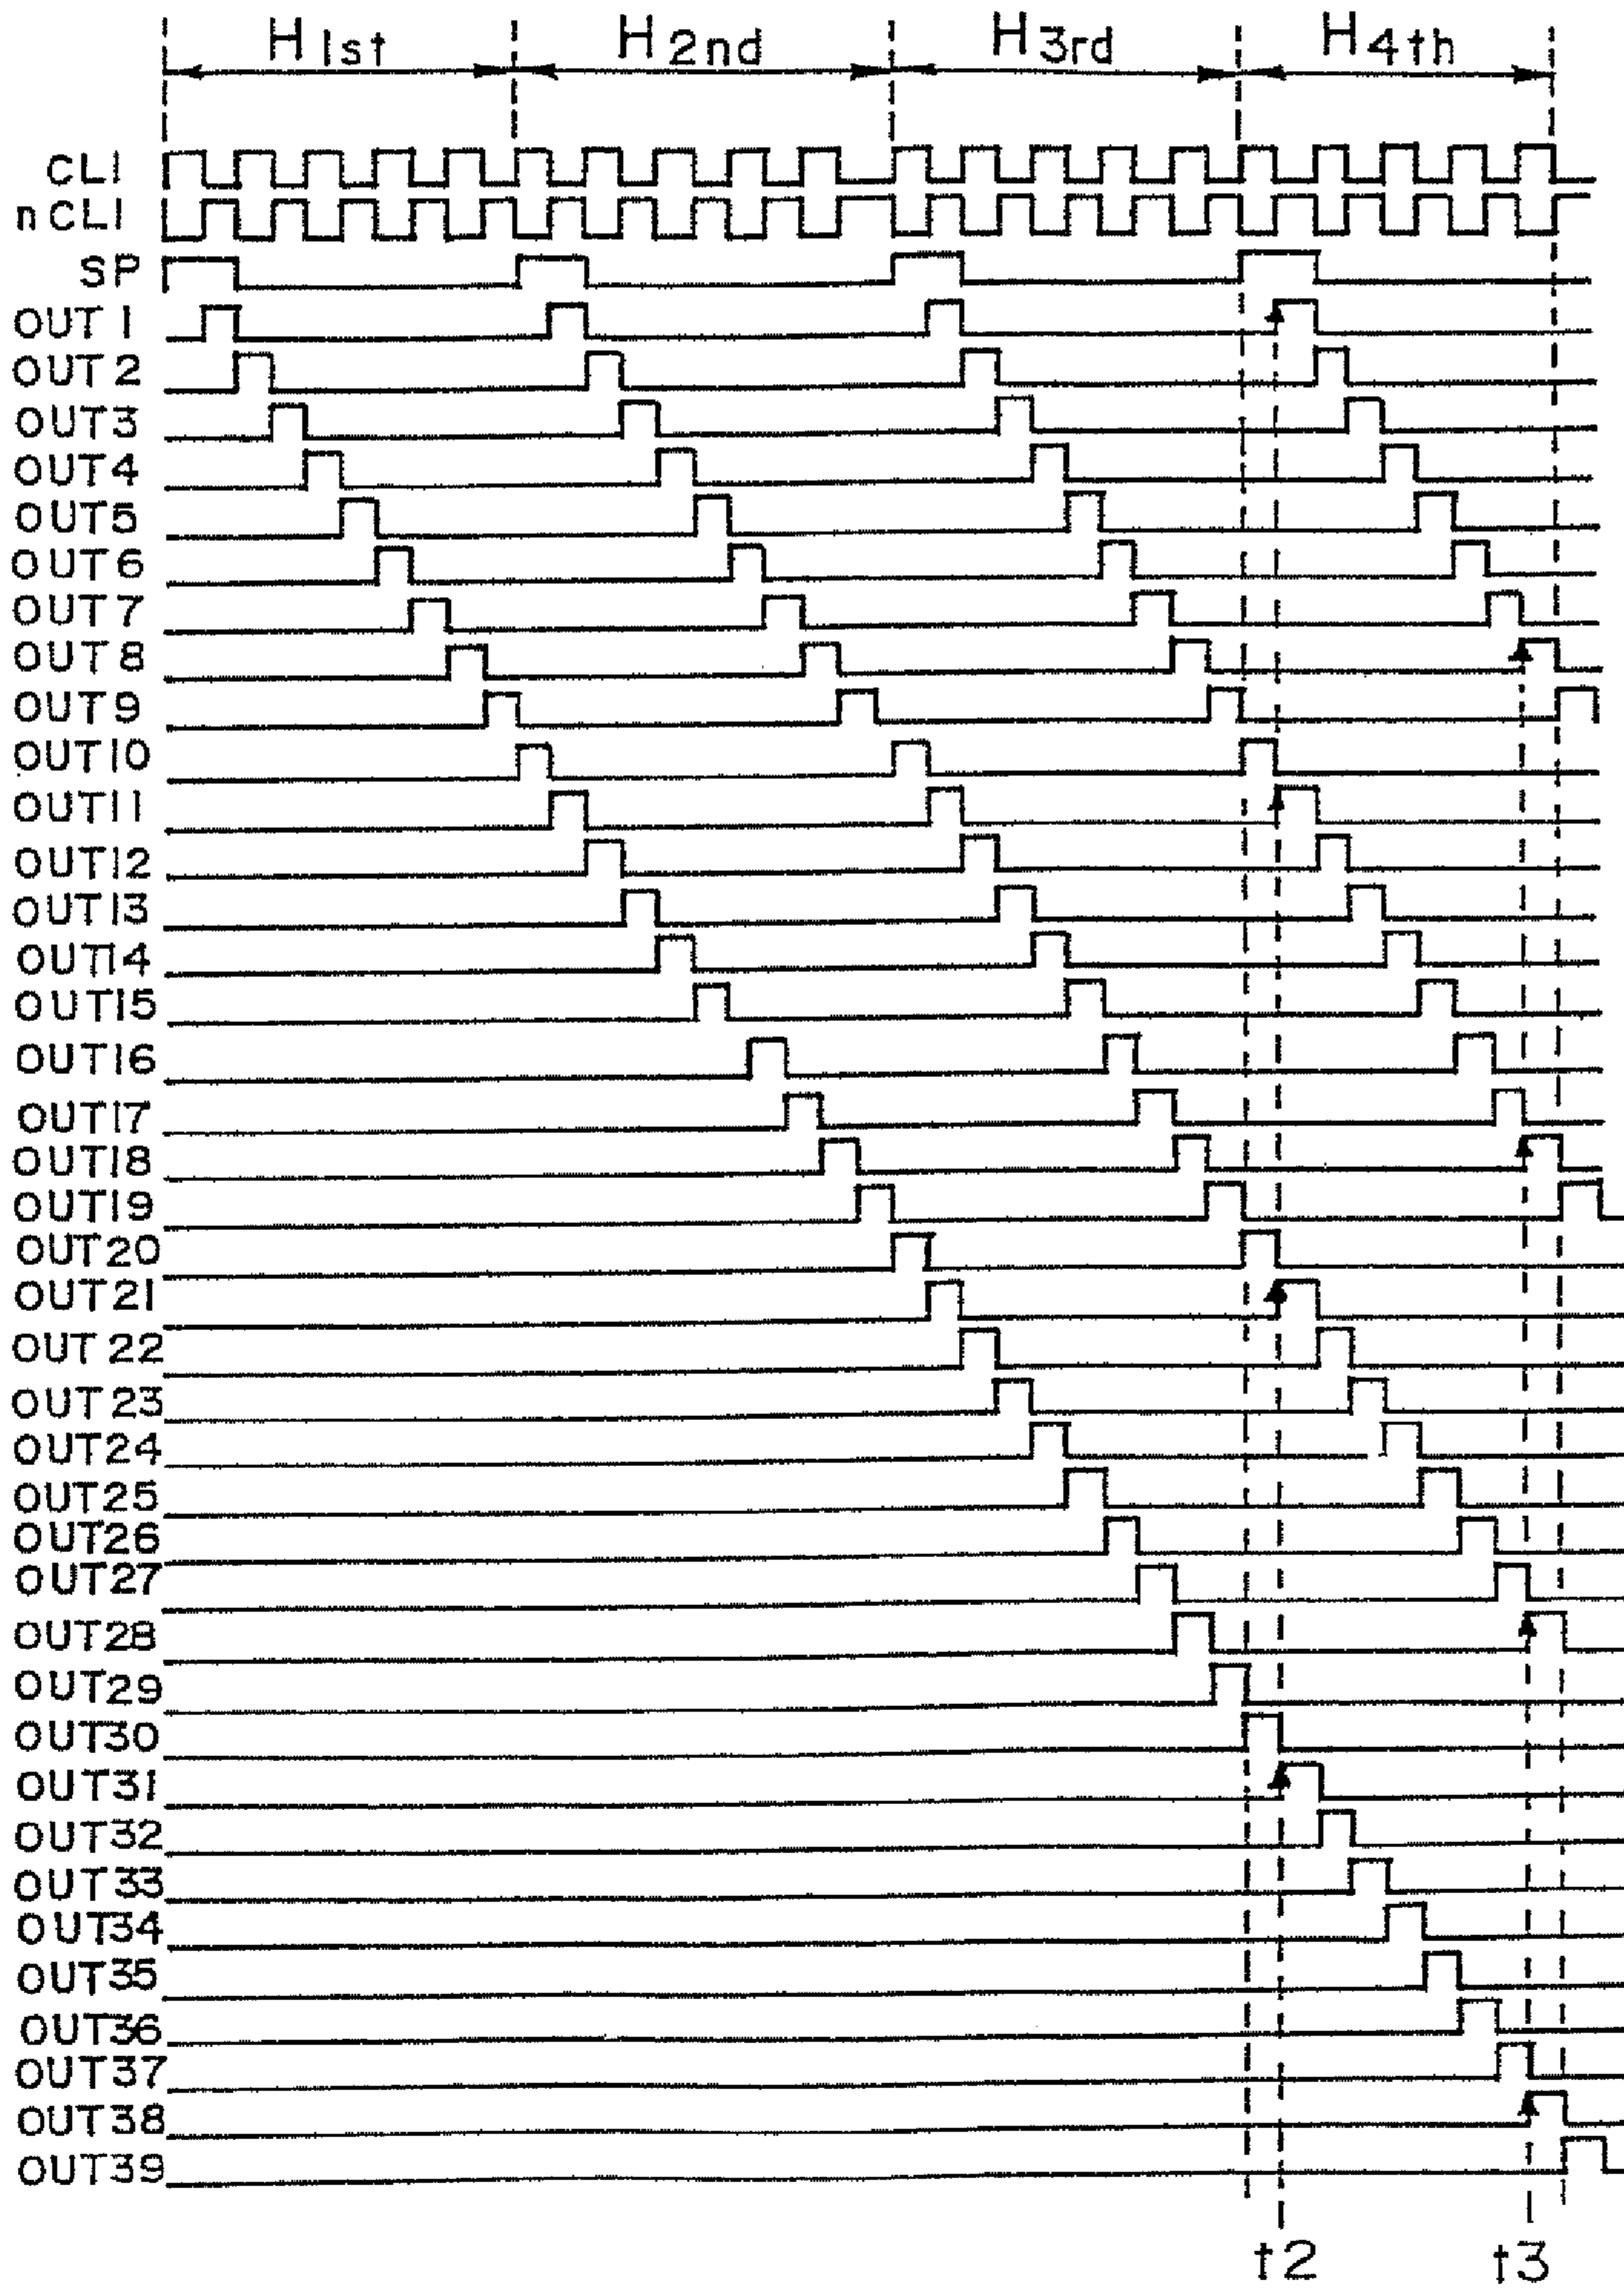 H1st H2nd H3rd H4th
CL1
nCL1
SP
OUT1
OUT2
OUT3
OUT4
OUT5
OUT6
OUT7
OUT8
OUT9
OUT10
OUT11
OUT12
OUT13
OUT14
OUT15
OUT16
OUT17
OUT18
OUT19
OUT20
OUT21
OUT22
OUT23
OUT24
OUT25
OUT26
OUT27
OUT28
OUT29
OUT30
OUT31
OUT32
OUT33
OUT34
OUT35
OUT36
OUT37
OUT38
OUT39
t2 t3